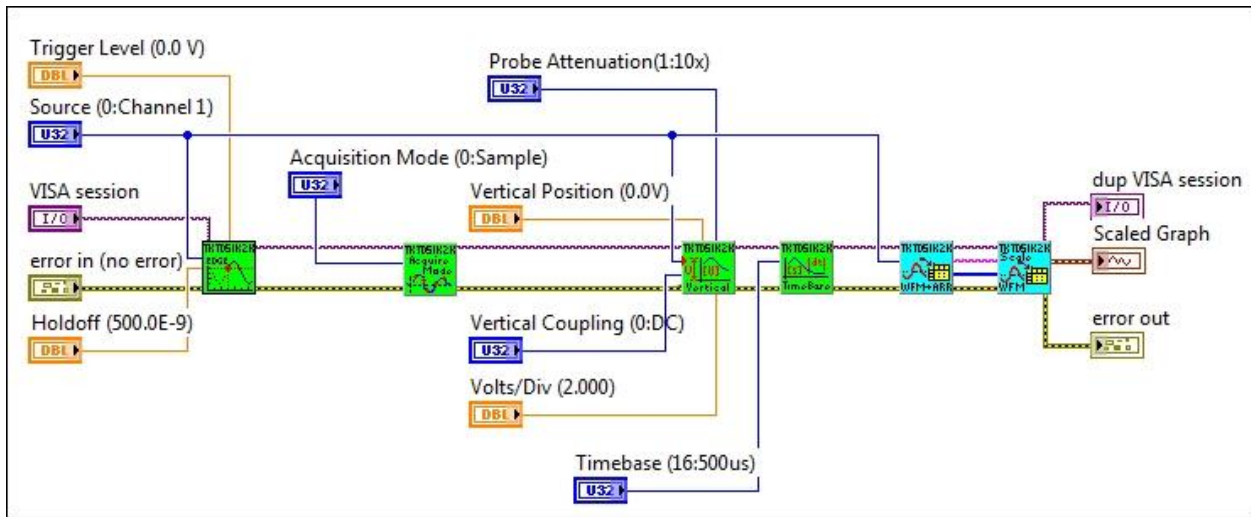 Trigger Level (0.0 V)
DBL
Source (0:Channel 1)
U32
VISA session
I/O
error in (no error)
Holdoff (500.0E-9)
DBL
Acquisition Mode (0:Sample)
U32
Probe Attenuation(1:10x)
U32
Vertical Position (0.0V)
DBL
Vertical Coupling (0:DC)
U32
Volts/Div (2.000)
DBL
Timebase (16:500us)
U32
TKTDS1K2K
EDGE
TKTDS1K2K
Acquire
Mode
TKTDS1K2K
V [U]
Vertical
TKTDS1K2K
[s] dt
TimeBase
TKTDS1K2K
WFM→ARR
TKTDS1K2K
Scale
WFM
dup VISA session
I/O
Scaled Graph
error out